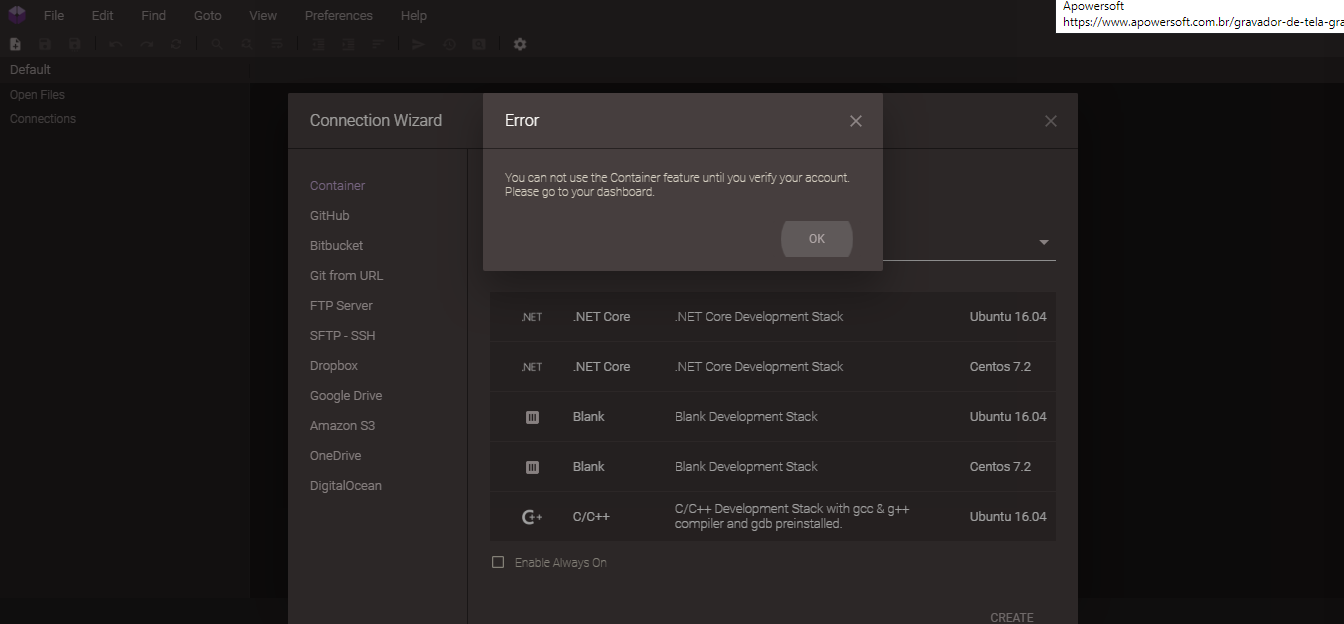 File Edit Find Goto View Preferences Help
Apowersoft
https://www.apowersoft.com.br/gravador-de-tela-gra
Default
Open Files
Connections
Connection Wizard
Error
You can not use the Container feature until you verify your account.
Please go to your dashboard.
OK
Container
GitHub
Bitbucket
Git from URL
FTP Server
SFTP - SSH
Dropbox
Google Drive
Amazon S3
OneDrive
DigitalOcean
.NET .NET Core .NET Core Development Stack Ubuntu 16.04
.NET .NET Core .NET Core Development Stack Centos 7.2
Blank Blank Development Stack Ubuntu 16.04
Blank Blank Development Stack Centos 7.2
C++ C/C++ C/C++ Development Stack with gcc & g++
compiler and gdb preinstalled. Ubuntu 16.04
Enable Always On
CREATE